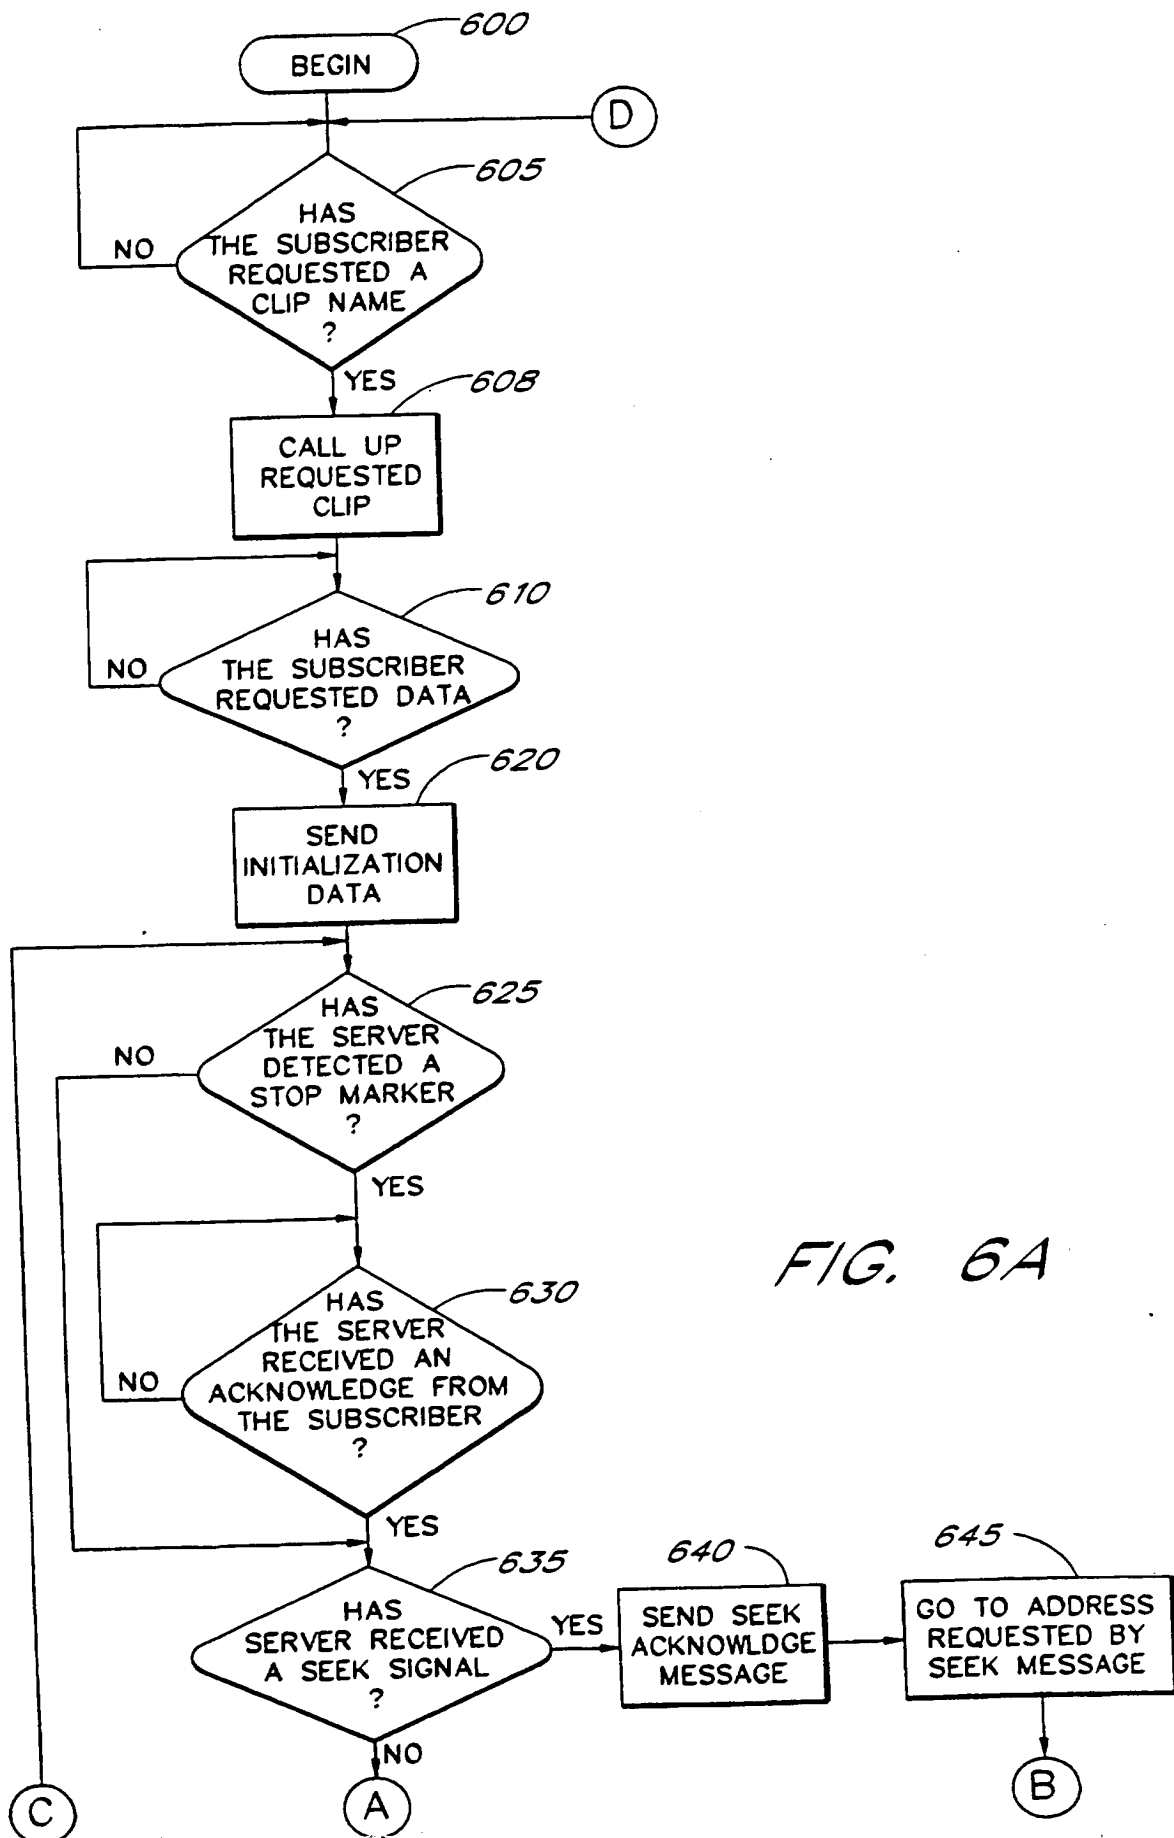 600
BEGIN
D
605
HAS
THE SUBSCRIBER
REQUESTED A
CLIP NAME
?
NO
YES
608
CALL UP
REQUESTED
CLIP
610
HAS
THE SUBSCRIBER
REQUESTED DATA
?
NO
YES
620
SEND
INITIALIZATION
DATA
625
HAS
THE SERVER
DETECTED A
STOP MARKER
?
NO
YES
FIG. 6A
630
HAS
THE SERVER
RECEIVED AN
ACKNOWLEDGE FROM
THE SUBSCRIBER
?
NO
YES
635
HAS
SERVER RECEIVED
A SEEK SIGNAL
?
YES
640
SEND SEEK
ACKNOWLDGE
MESSAGE
645
GO TO ADDRESS
REQUESTED BY
SEEK MESSAGE
NO
C
A
B